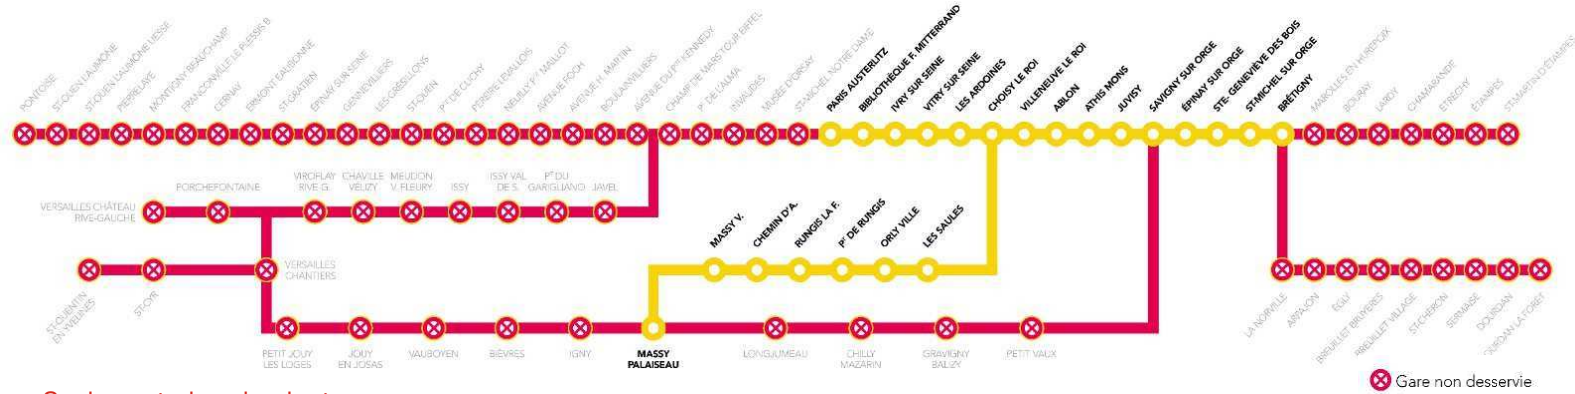 PONTOISE
ST-OUEN L'AUMÔNE
ST-OUEN L'AUMÔNE LIESSE
PIERRELAYE
MONTIGNY BEAUCHAMP
FRANCONVILLE LE PLESSIS B
CERNAY
ERMONT EAUBONNE
ST-GRATIEN
ÉPINAY SUR SEINE
GENNEVILLIERS
LES GRÉSILLONS
ST-OUEN
PTE DE CLICHY
PEREIRE LEVALLOIS
NEUILLY PTE MAILLOT
AVENUE FOCH
AVENUE H. MARTIN
BOULAINVILLIERS
AVENUE DU PDT KENNEDY
CHAMP DE MARS TOUR EIFFEL
PT DE L'ALMA
INVALIDES
MUSÉE D'ORSAY
ST-MICHEL NOTRE DAME
PARIS AUSTERLITZ
BIBLIOTHÈQUE F. MITTERRAND
IVRY SUR SEINE
VITRY SUR SEINE
LES ARDOINES
CHOISY LE ROI
VILLENEUVE LE ROI
ABLON
ATHIS MONS
JUVISY
SAVIGNY SUR ORGE
ÉPINAY SUR ORGE
STE- GENEVIÈVE DES BOIS
ST-MICHEL SUR ORGE
BRÉTIGNY
MAROLLES EN HUREPOIX
BOURAY
LARDY
CHAMARANDE
ETRÉCHY
ÉTAMPES
ST-MARTIN D'ÉTAMPES
VERSAILLES CHÂTEAU
RIVE-GAUCHE
PORCHEFONTAINE
VIROFLAY
RIVE G.
CHAVILLE
VELIZY
MEUDON
V. FLEURY
ISSY
ISSY VAL
DE S.
PT DU
GARIGLIANO
JAVEL
MASSY V.
CHEMIN D'A.
RUNGIS LA F.
PT DE RUNGIS
ORLY VILLE
LES SAULES
ST-QUENTIN
EN YVELINES
ST-CYR
VERSAILLES
CHANTIERS
LA NORVILLE
ARPAJON
ÉGLY
BREUILLET BRUYÈRES
BREUILLET VILLAGE
ST-CHÉRON
SERMAISE
DOURDAN
DOURDAN LA FORÊT
PETIT JOUY
LES LOGES
JOUY
EN JOSAS
VAUBOYEN
BIÈVRES
IGNY
MASSY
PALAISEAU
LONGJUMEAU
CHILLY
MAZARIN
GRAVIGNY
BALIZY
PETIT VAUX
Gare non desservie